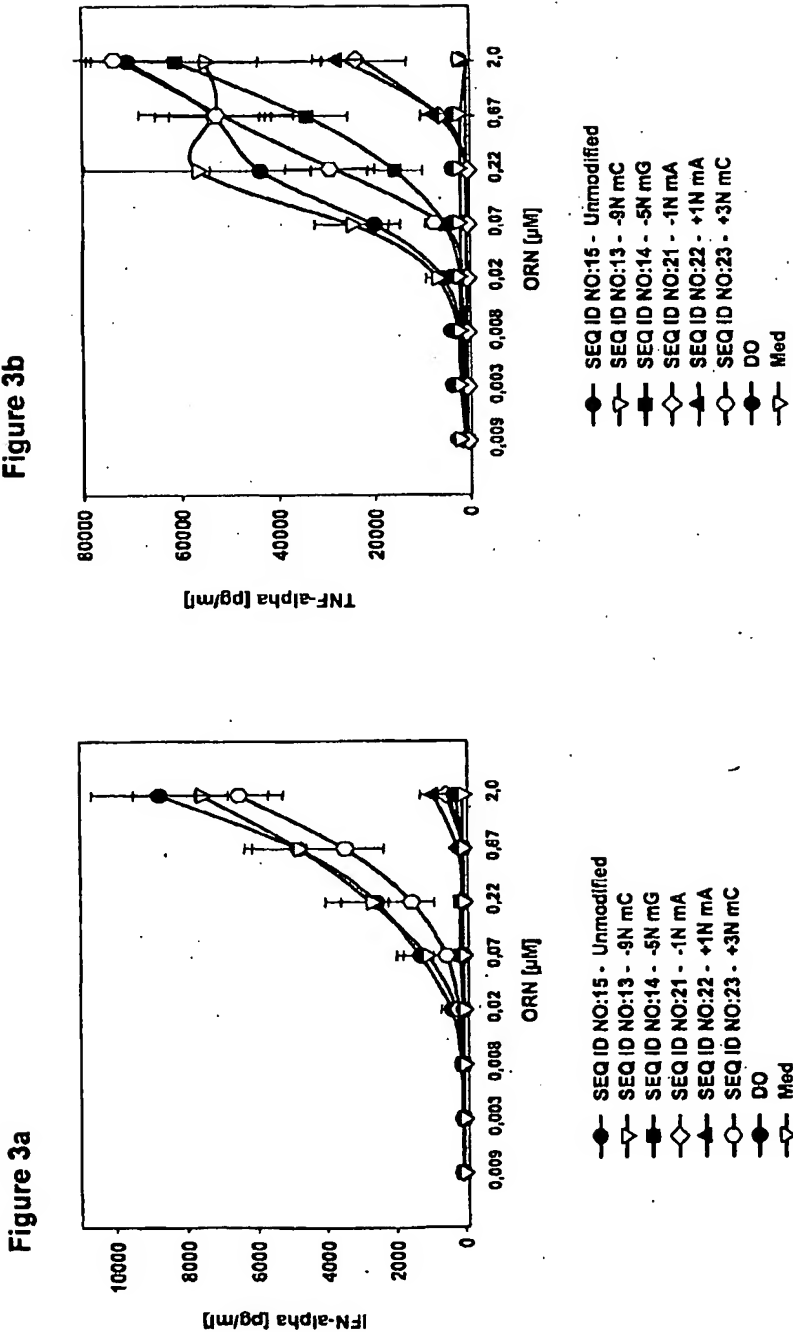 Figure 3a
IFN-alpha [pg/ml]
10000
8000
6000
4000
2000
0
0,009 0,003 0,008 0,02 0,07 0,22 0,67 2,0
ORN [µM]
SEQ ID NO:15 - Unmodified
SEQ ID NO:13 - -9N mC
SEQ ID NO:14 - -5N mG
SEQ ID NO:21 - -1N mA
SEQ ID NO:22 - +1N mA
SEQ ID NO:23 - +3N mC
DO
Med
Figure 3b
TNF-alpha [pg/ml]
80000
60000
40000
20000
0
0,009 0,003 0,008 0,02 0,07 0,22 0,67 2,0
ORN [µM]
SEQ ID NO:15 - Unmodified
SEQ ID NO:13 - -9N mC
SEQ ID NO:14 - -5N mG
SEQ ID NO:21 - -1N mA
SEQ ID NO:22 - +1N mA
SEQ ID NO:23 - +3N mC
DO
Med